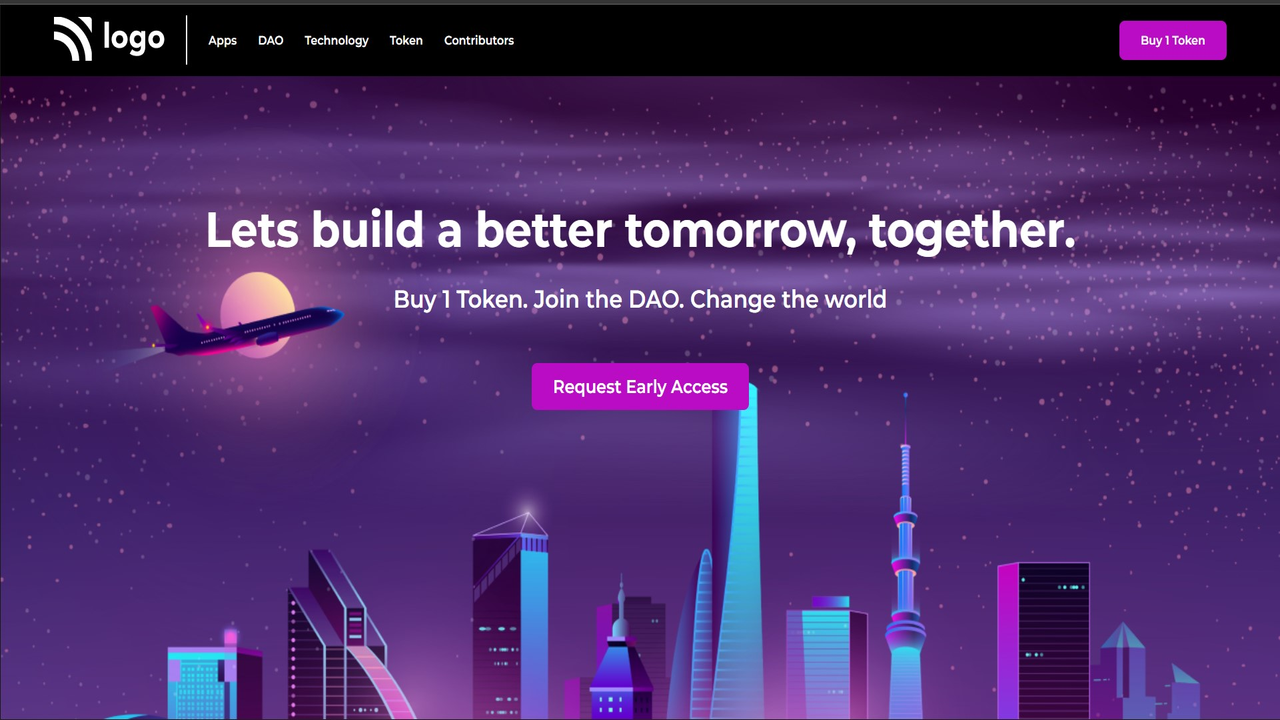 logo
Apps DAO Technology Token Contributors
Buy 1 Token
Lets build a better tomorrow, together.
Buy 1 Token. Join the DAO. Change the world
Request Early Access